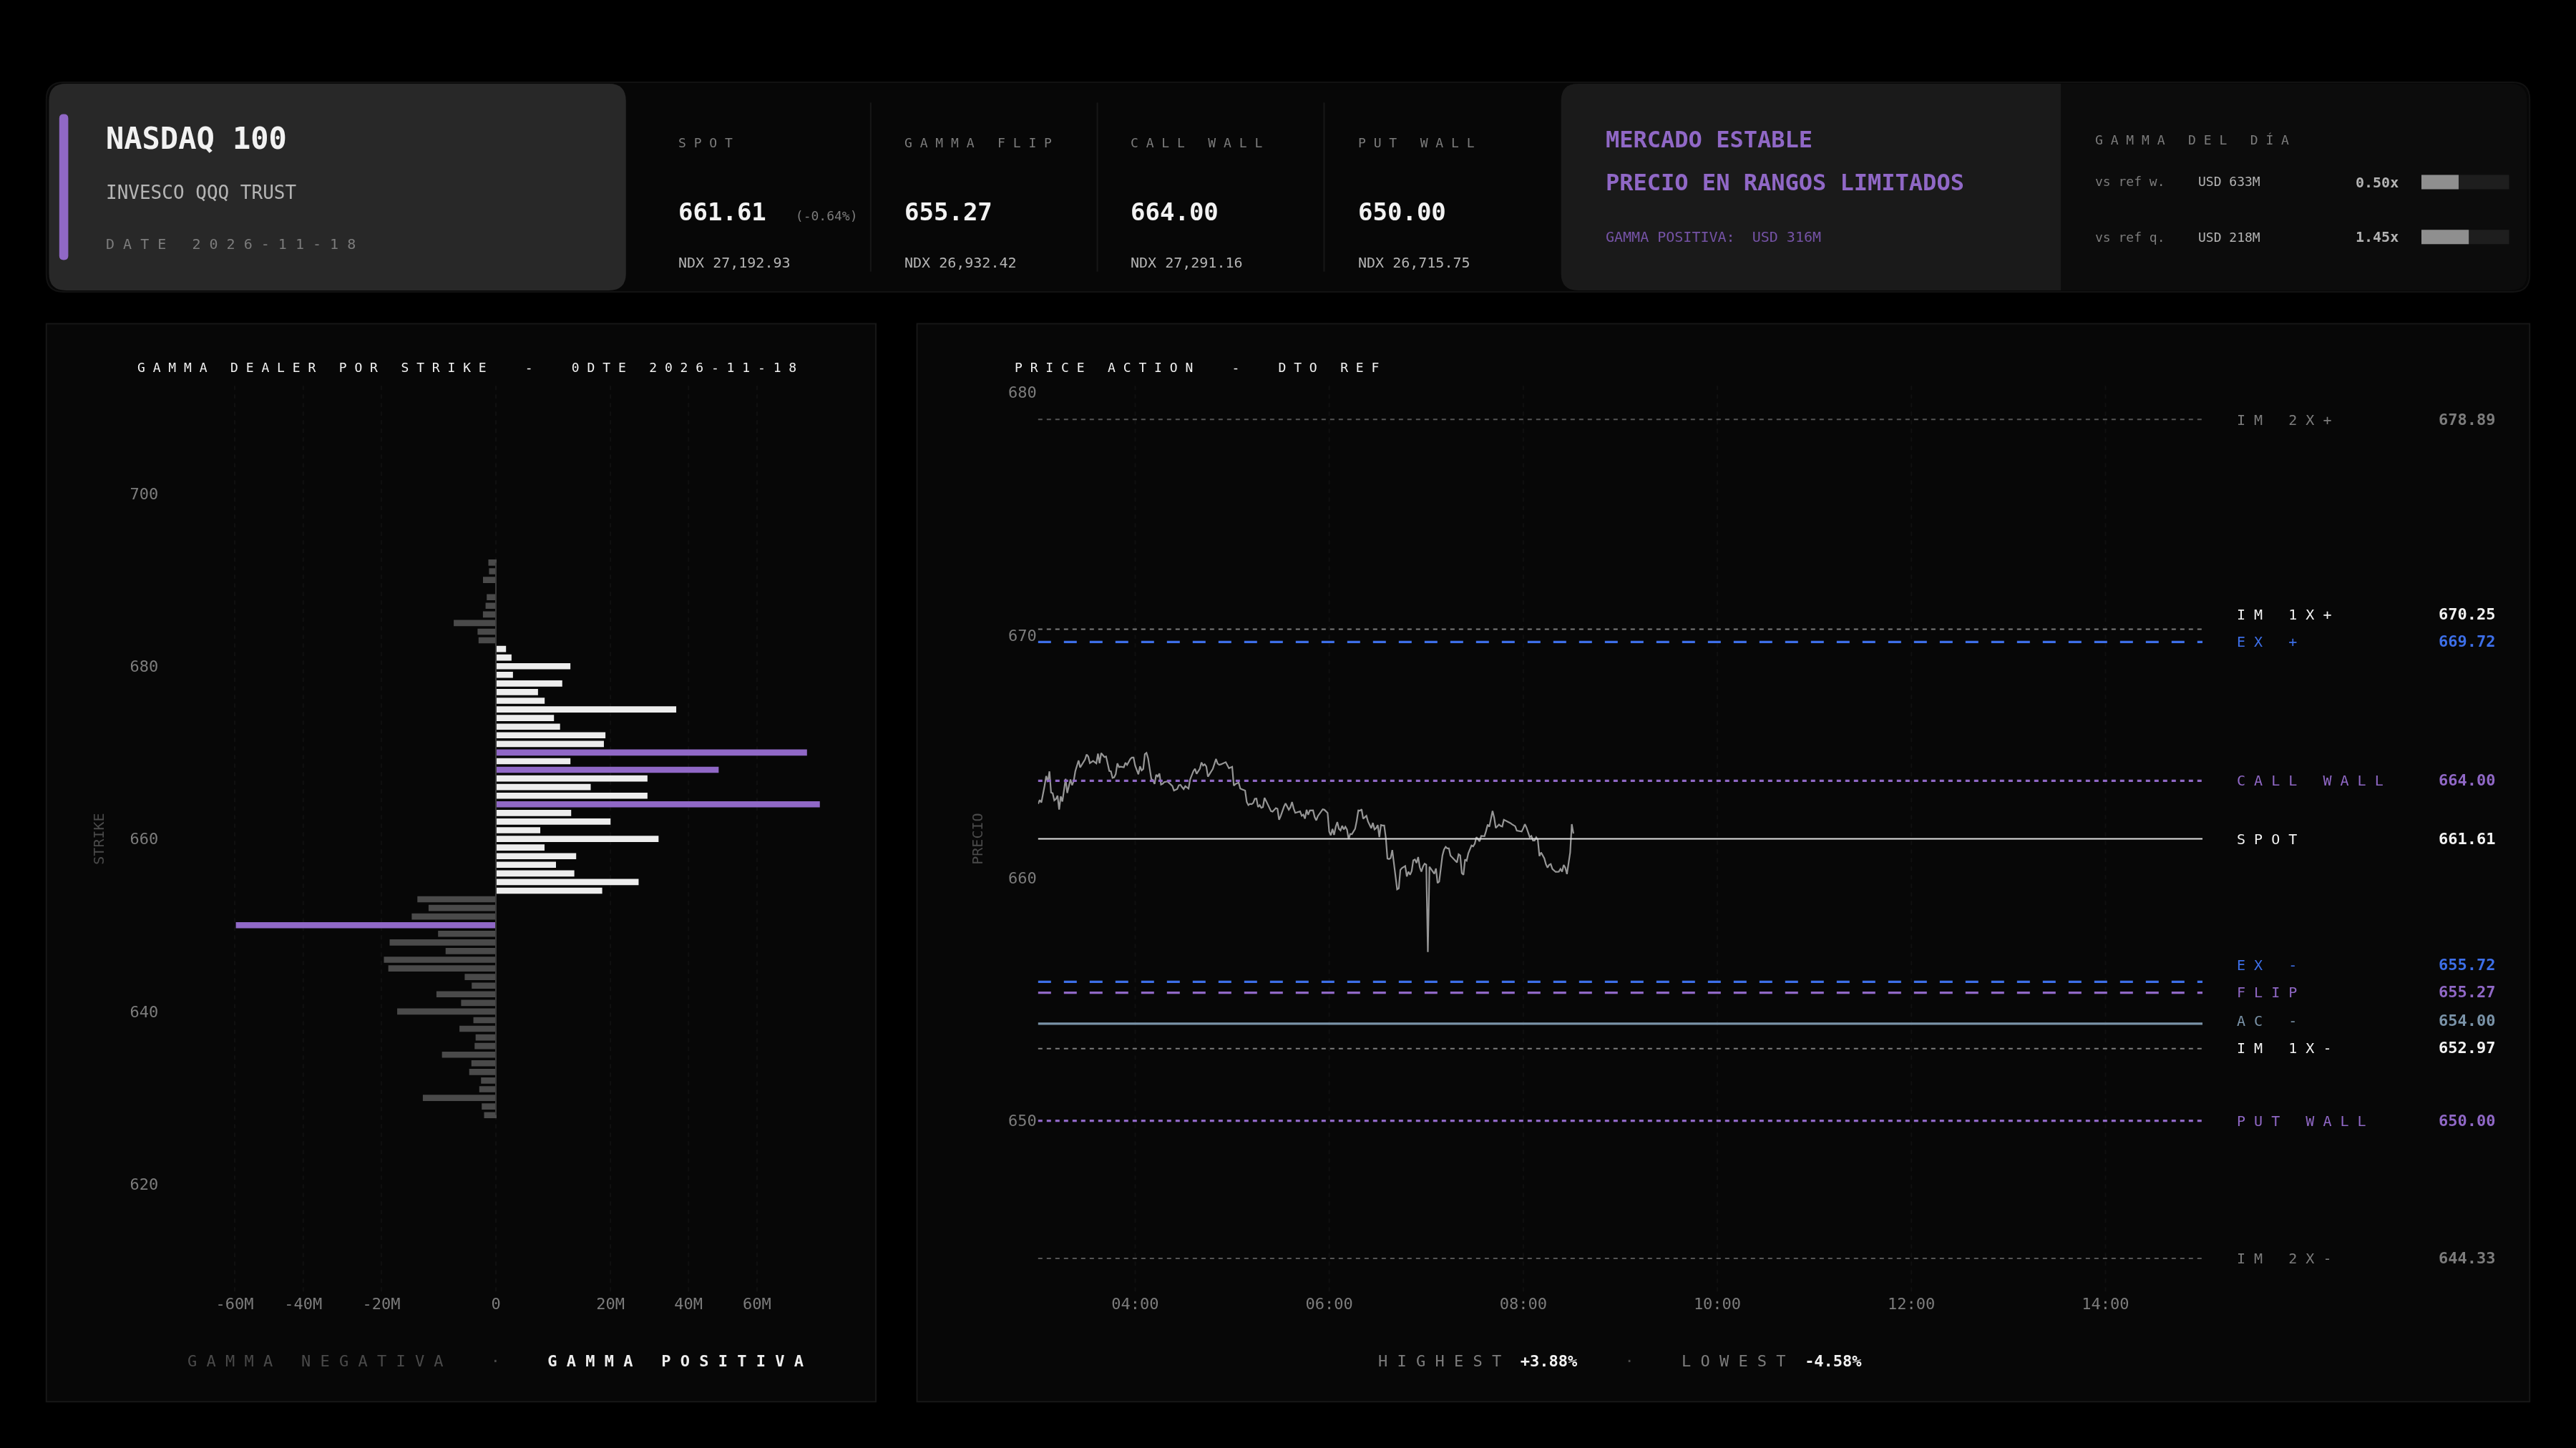 NASDAQ 100
INVESCO QQQ TRUST
DATE 2026-11-18
SPOT
661.61 (-0.64%)
NDX 27,192.93
GAMMA FLIP
655.27
NDX 26,932.42
CALL WALL
664.00
NDX 27,291.16
PUT WALL
650.00
NDX 26,715.75
MERCADO ESTABLE
PRECIO EN RANGOS LIMITADOS
GAMMA POSITIVA: USD 316M
GAMMA DEL DÍA
vs ref w. USD 633M 0.50x
vs ref q. USD 218M 1.45x
GAMMA DEALER POR STRIKE - 0DTE 2026-11-18
STRIKE
700
680
660
640
620
-60M -40M -20M 0 20M 40M 60M
GAMMA NEGATIVA · GAMMA POSITIVA
PRICE ACTION - DTO REF
PRECIO
680
670
660
650
IM 2X+ 678.89
IM 1X+ 670.25
EX + 669.72
CALL WALL 664.00
SPOT 661.61
EX - 655.72
FLIP 655.27
AC - 654.00
IM 1X- 652.97
PUT WALL 650.00
IM 2X- 644.33
04:00 06:00 08:00 10:00 12:00 14:00
HIGHEST +3.88% · LOWEST -4.58%